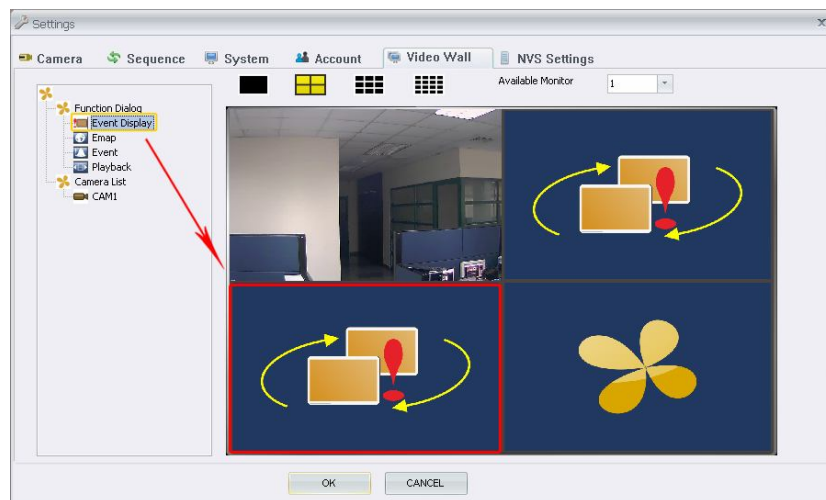 Settings
Camera Sequence System Account Video Wall NVS Settings
Available Monitor 1
Function Dialog
Event Display
Emap
Event
Playback
Camera List
CAM1
OK CANCEL